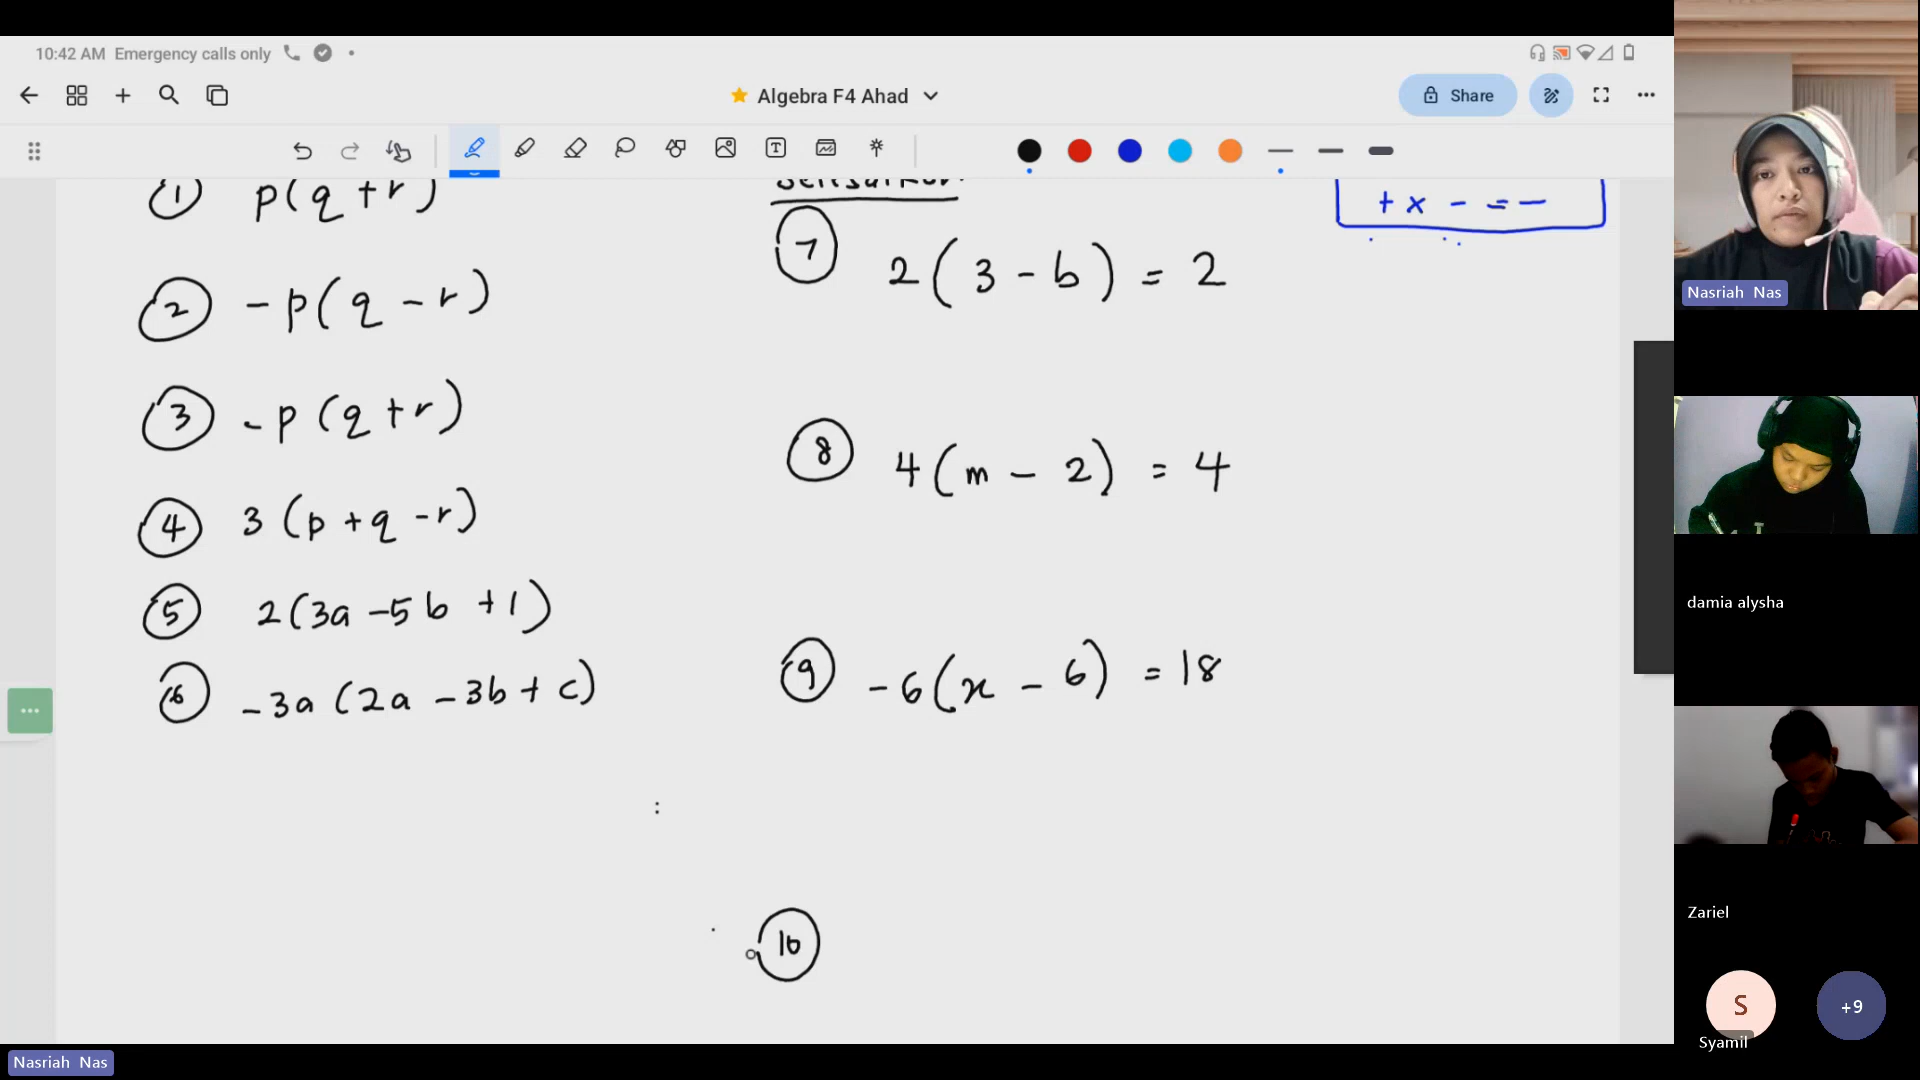 10:42 AM Emergency calls only
Algebra F4 Ahad
Share
① p(q + r)
② -p(q - r)
③ -p(q + r)
④ 3(p + q - r)
⑤ 2(3a - 5b + 1)
⑥ -3a(2a - 3b + c)
Selesaikan
⑦ 2(3 - b) = 2
⑧ 4(m - 2) = 4
⑨ -6(x - 6) = 18
⑩
+ x - = -
Nasriah Nas
damia alysha
Zariel
S
Syamil
+9
Nasriah Nas